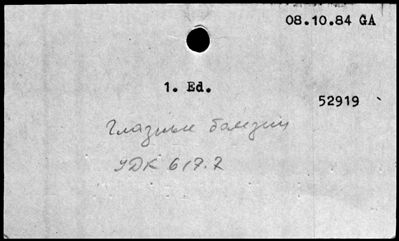 08.10.84 GA
1. Ed.
52919
Глазные болезни
УДК 617.7